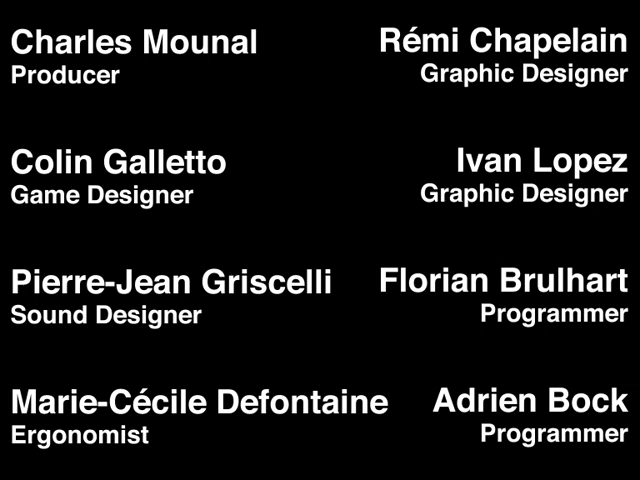 Charles Mounal
Producer
Rémi Chapelain
Graphic Designer
Colin Galletto
Game Designer
Ivan Lopez
Graphic Designer
Pierre-Jean Griscelli
Sound Designer
Florian Brulhart
Programmer
Marie-Cécile Defontaine
Ergonomist
Adrien Bock
Programmer